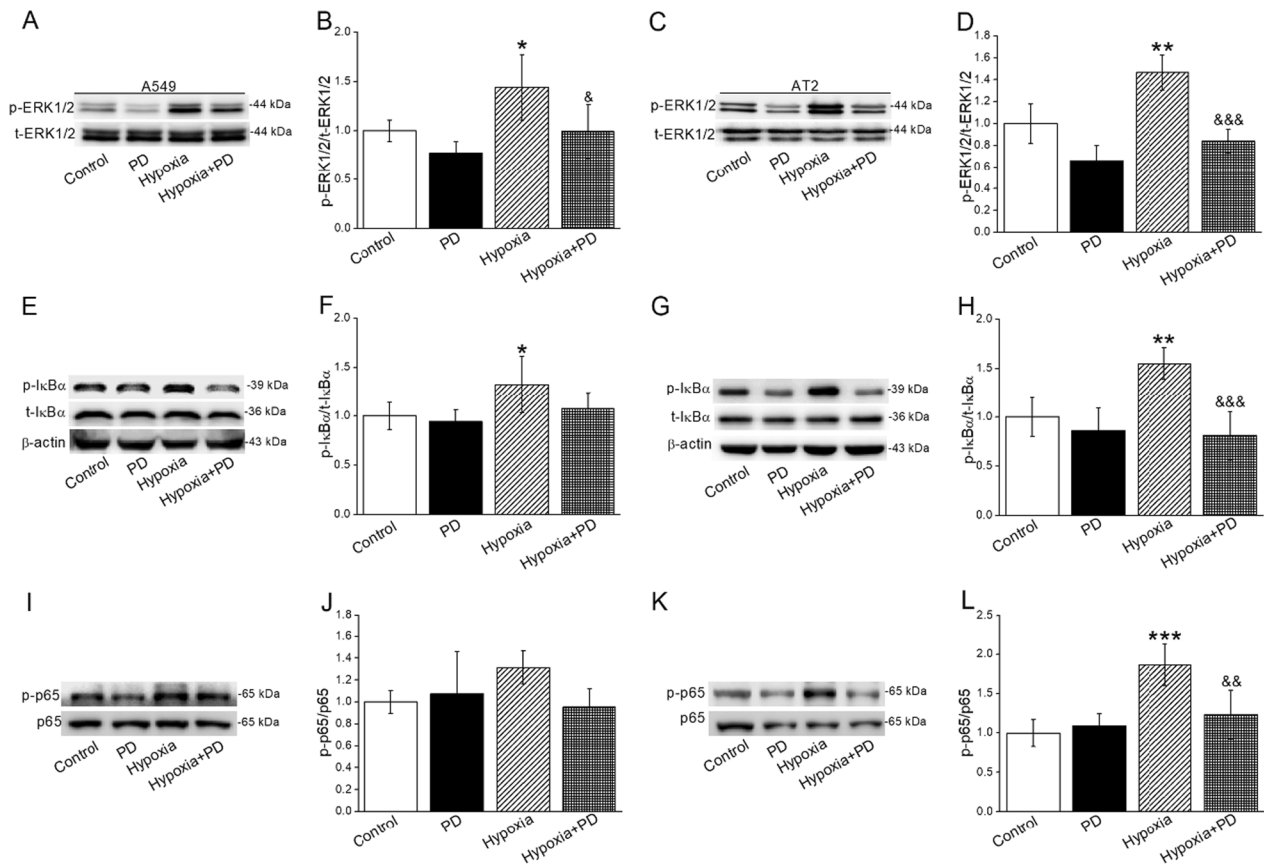 A
A549
p-ERK1/2
-44 kDa
t-ERK1/2
-44 kDa
Control
PD
Hypoxia
Hypoxia+PD
B
*
&
p-ERK1/2/t-ERK1/2
2.0
1.5
1.0
0.5
0.0
Control
PD
Hypoxia
Hypoxia+PD
C
AT2
p-ERK1/2
-44 kDa
t-ERK1/2
-44 kDa
Control
PD
Hypoxia
Hypoxia+PD
D
**
&&&
p-ERK1/2/t-ERK1/2
1.8
1.6
1.4
1.2
1.0
0.8
0.6
0.4
0.2
0.0
Control
PD
Hypoxia
Hypoxia+PD
E
p-IκBα
-39 kDa
t-IκBα
-36 kDa
β-actin
-43 kDa
Control
PD
Hypoxia
Hypoxia+PD
F
*
p-IκBα/t-IκBα
2.0
1.5
1.0
0.5
0.0
Control
PD
Hypoxia
Hypoxia+PD
G
p-IκBα
-39 kDa
t-IκBα
-36 kDa
β-actin
-43 kDa
Control
PD
Hypoxia
Hypoxia+PD
H
**
&&&
p-IκBα/t-IκBα
2.0
1.5
1.0
0.5
0.0
Control
PD
Hypoxia
Hypoxia+PD
I
p-p65
-65 kDa
p65
-65 kDa
Control
PD
Hypoxia
Hypoxia+PD
J
p-p65/p65
1.8
1.6
1.4
1.2
1.0
0.8
0.6
0.4
0.2
0.0
Control
PD
Hypoxia
Hypoxia+PD
K
p-p65
-65 kDa
p65
-65 kDa
Control
PD
Hypoxia
Hypoxia+PD
L
***
&&
p-p65/p65
2.5
2.0
1.5
1.0
0.5
0.0
Control
PD
Hypoxia
Hypoxia+PD